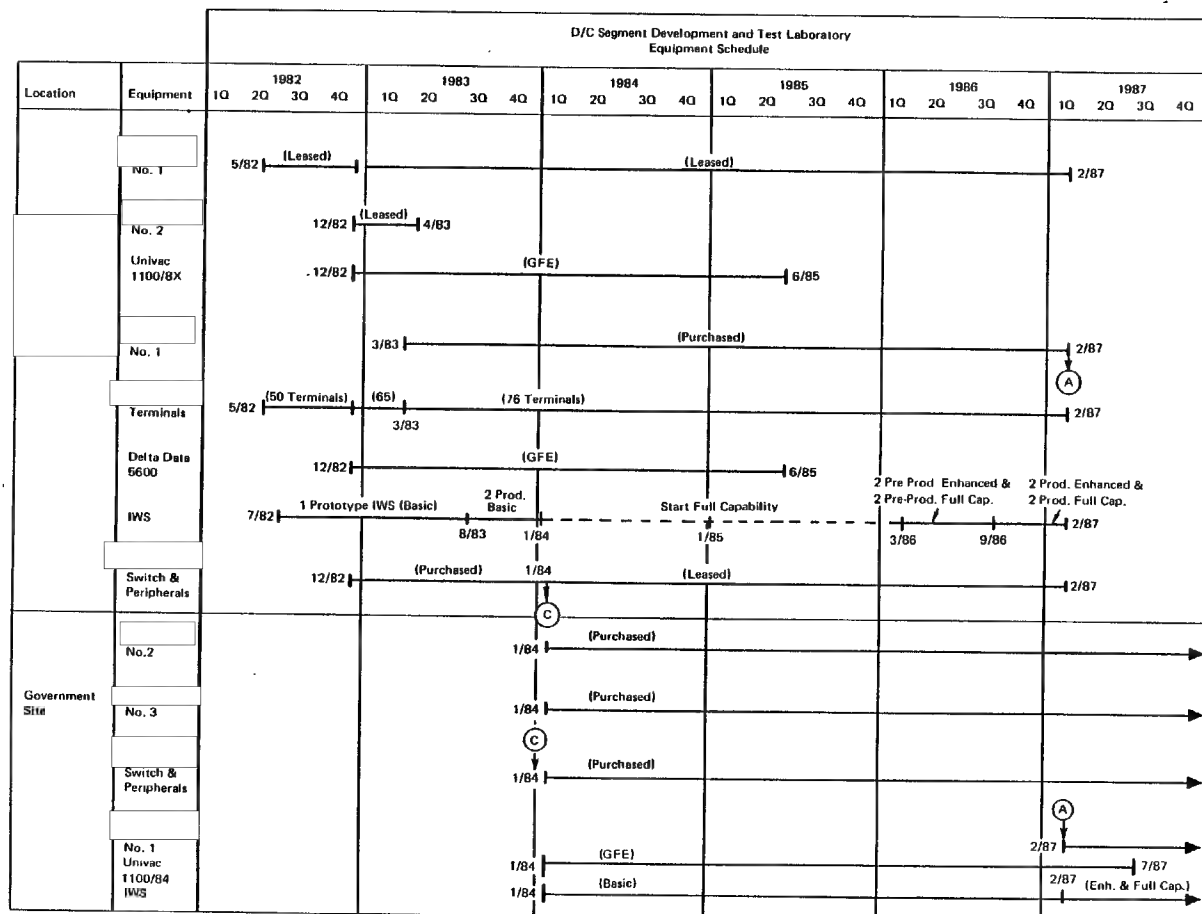 D/C Segment Development and Test Laboratory
Equipment Schedule
Location Equipment 1982 1983 1984 1985 1986 1987
1Q 2Q 3Q 4Q 1Q 2Q 3Q 4Q 1Q 2Q 3Q 4Q 1Q 2Q 3Q 4Q 1Q 2Q 3Q 4Q 1Q 2Q 3Q 4Q
No. 1 5/82 (Leased) (Leased) 2/87
No. 2 12/82 (Leased) 4/83
Univac
1100/8X 12/82 (GFE) 6/85
No. 1 3/83 (Purchased) 2/87
A
Terminals 5/82 (50 Terminals) (65) (76 Terminals) 2/87
3/83
Delta Data
5600 12/82 (GFE) 6/85
2 Pre Prod. Enhanced &
2 Pre-Prod. Full Cap.
2 Prod. Enhanced &
2 Prod. Full Cap.
IWS 7/82 1 Prototype IWS (Basic)
2 Prod.
Basic
Start Full Capability 2/87
8/83 1/84 1/85 3/86 9/86
Switch &
Peripherals 12/82 (Purchased) 1/84 (Leased) 2/87
C
Government
Site
No.2 1/84 (Purchased)
No. 3 1/84 (Purchased)
C
Switch &
Peripherals 1/84 (Purchased)
A
No. 1 2/87
Univac
1100/84 1/84 (GFE) 7/87
IWS 1/84 (Basic) 2/87 (Enh. & Full Cap.)